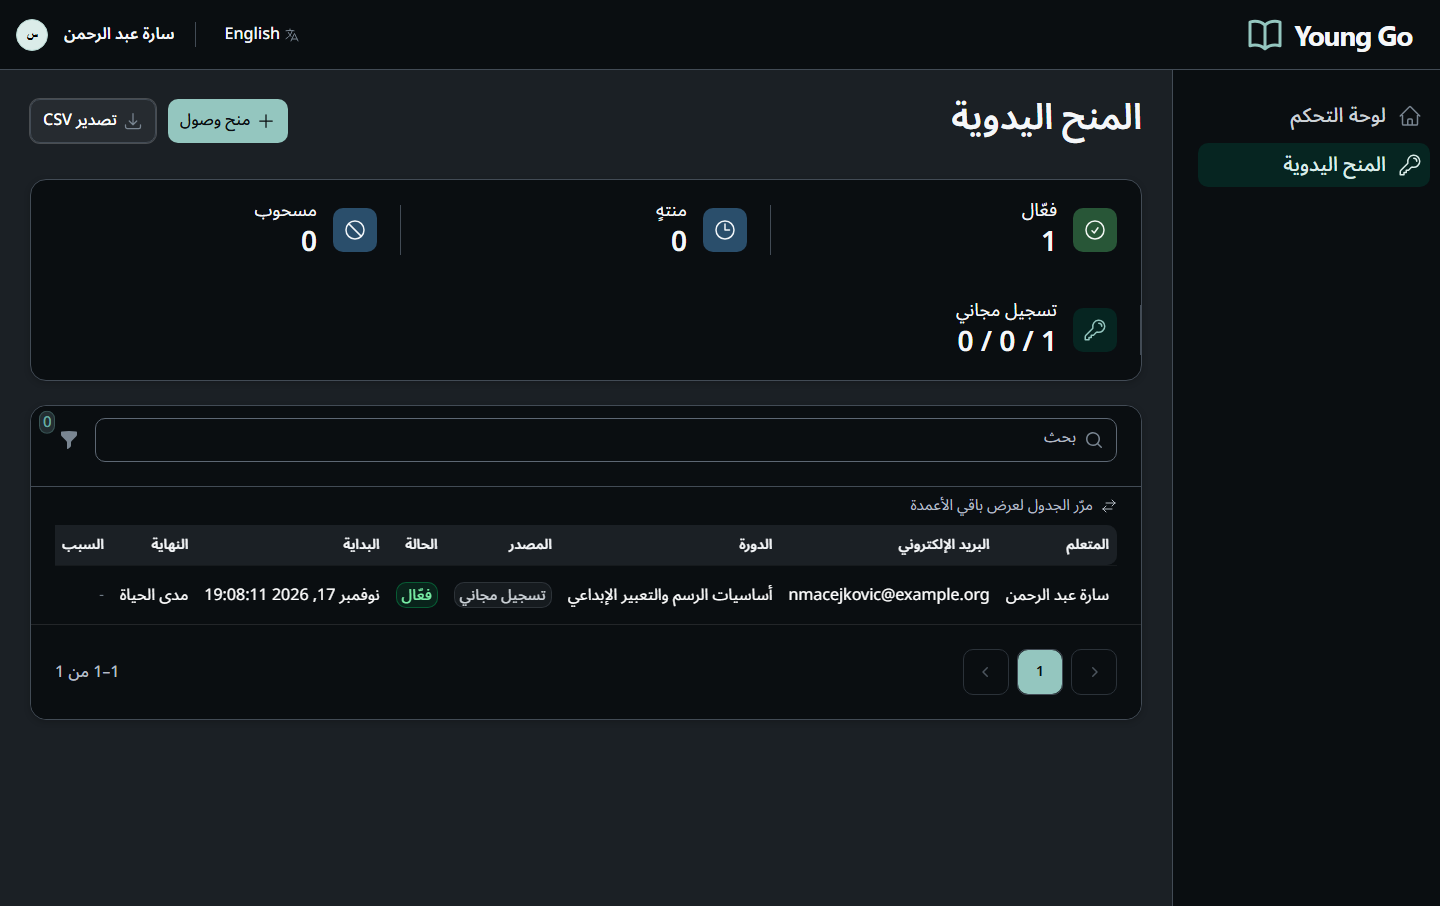 Young Go
English
سارة عبد الرحمن
س
لوحة التحكم
المنح اليدوية
المنح اليدوية
منح وصول
تصدير CSV
فعّال
1
منتهٍ
0
مسحوب
0
تسجيل مجاني
1 / 0 / 0
بحث
0
مرّر الجدول لعرض باقي الأعمدة
المتعلم البريد الإلكتروني الدورة المصدر الحالة البداية النهاية السبب
سارة عبد الرحمن nmacejkovic@example.org أساسيات الرسم والتعبير الإبداعي تسجيل مجاني فعّال نوفمبر 17, 2026 19:08:11 مدى الحياة -
1
1–1 من 1